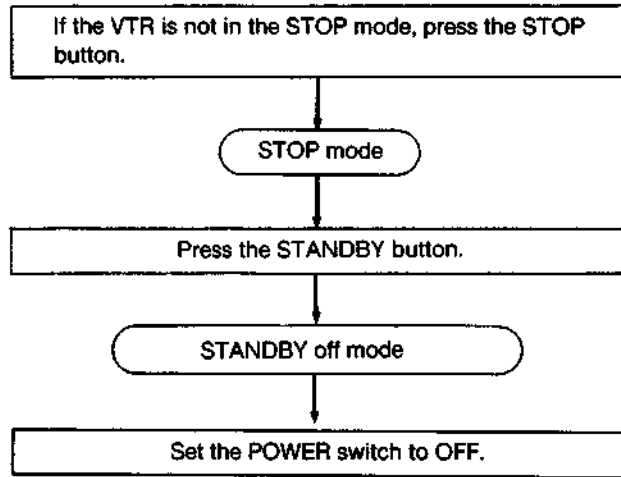 If the VTR is not in the STOP mode, press the STOP
button.
STOP mode
Press the STANDBY button.
STANDBY off mode
Set the POWER switch to OFF.